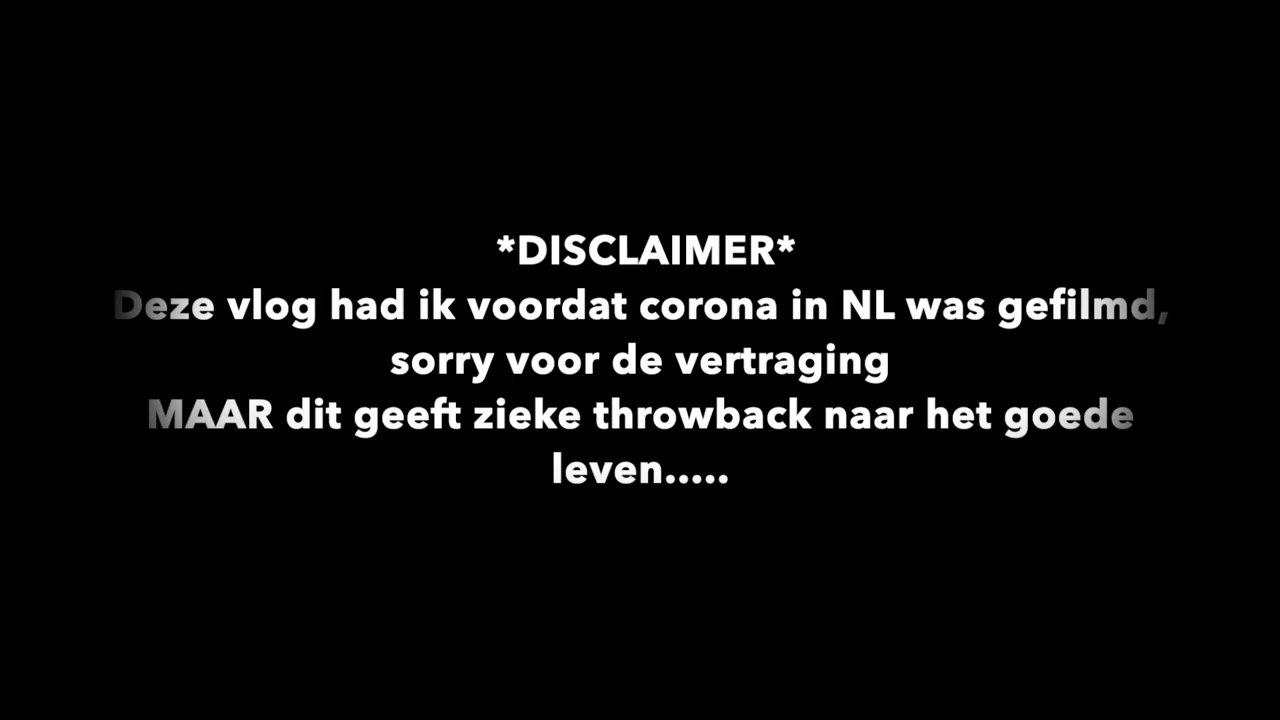 *DISCLAIMER*
Deze vlog had ik voordat corona in NL was gefilmd,
sorry voor de vertraging
MAAR dit geeft zieke throwback naar het goede
leven.....